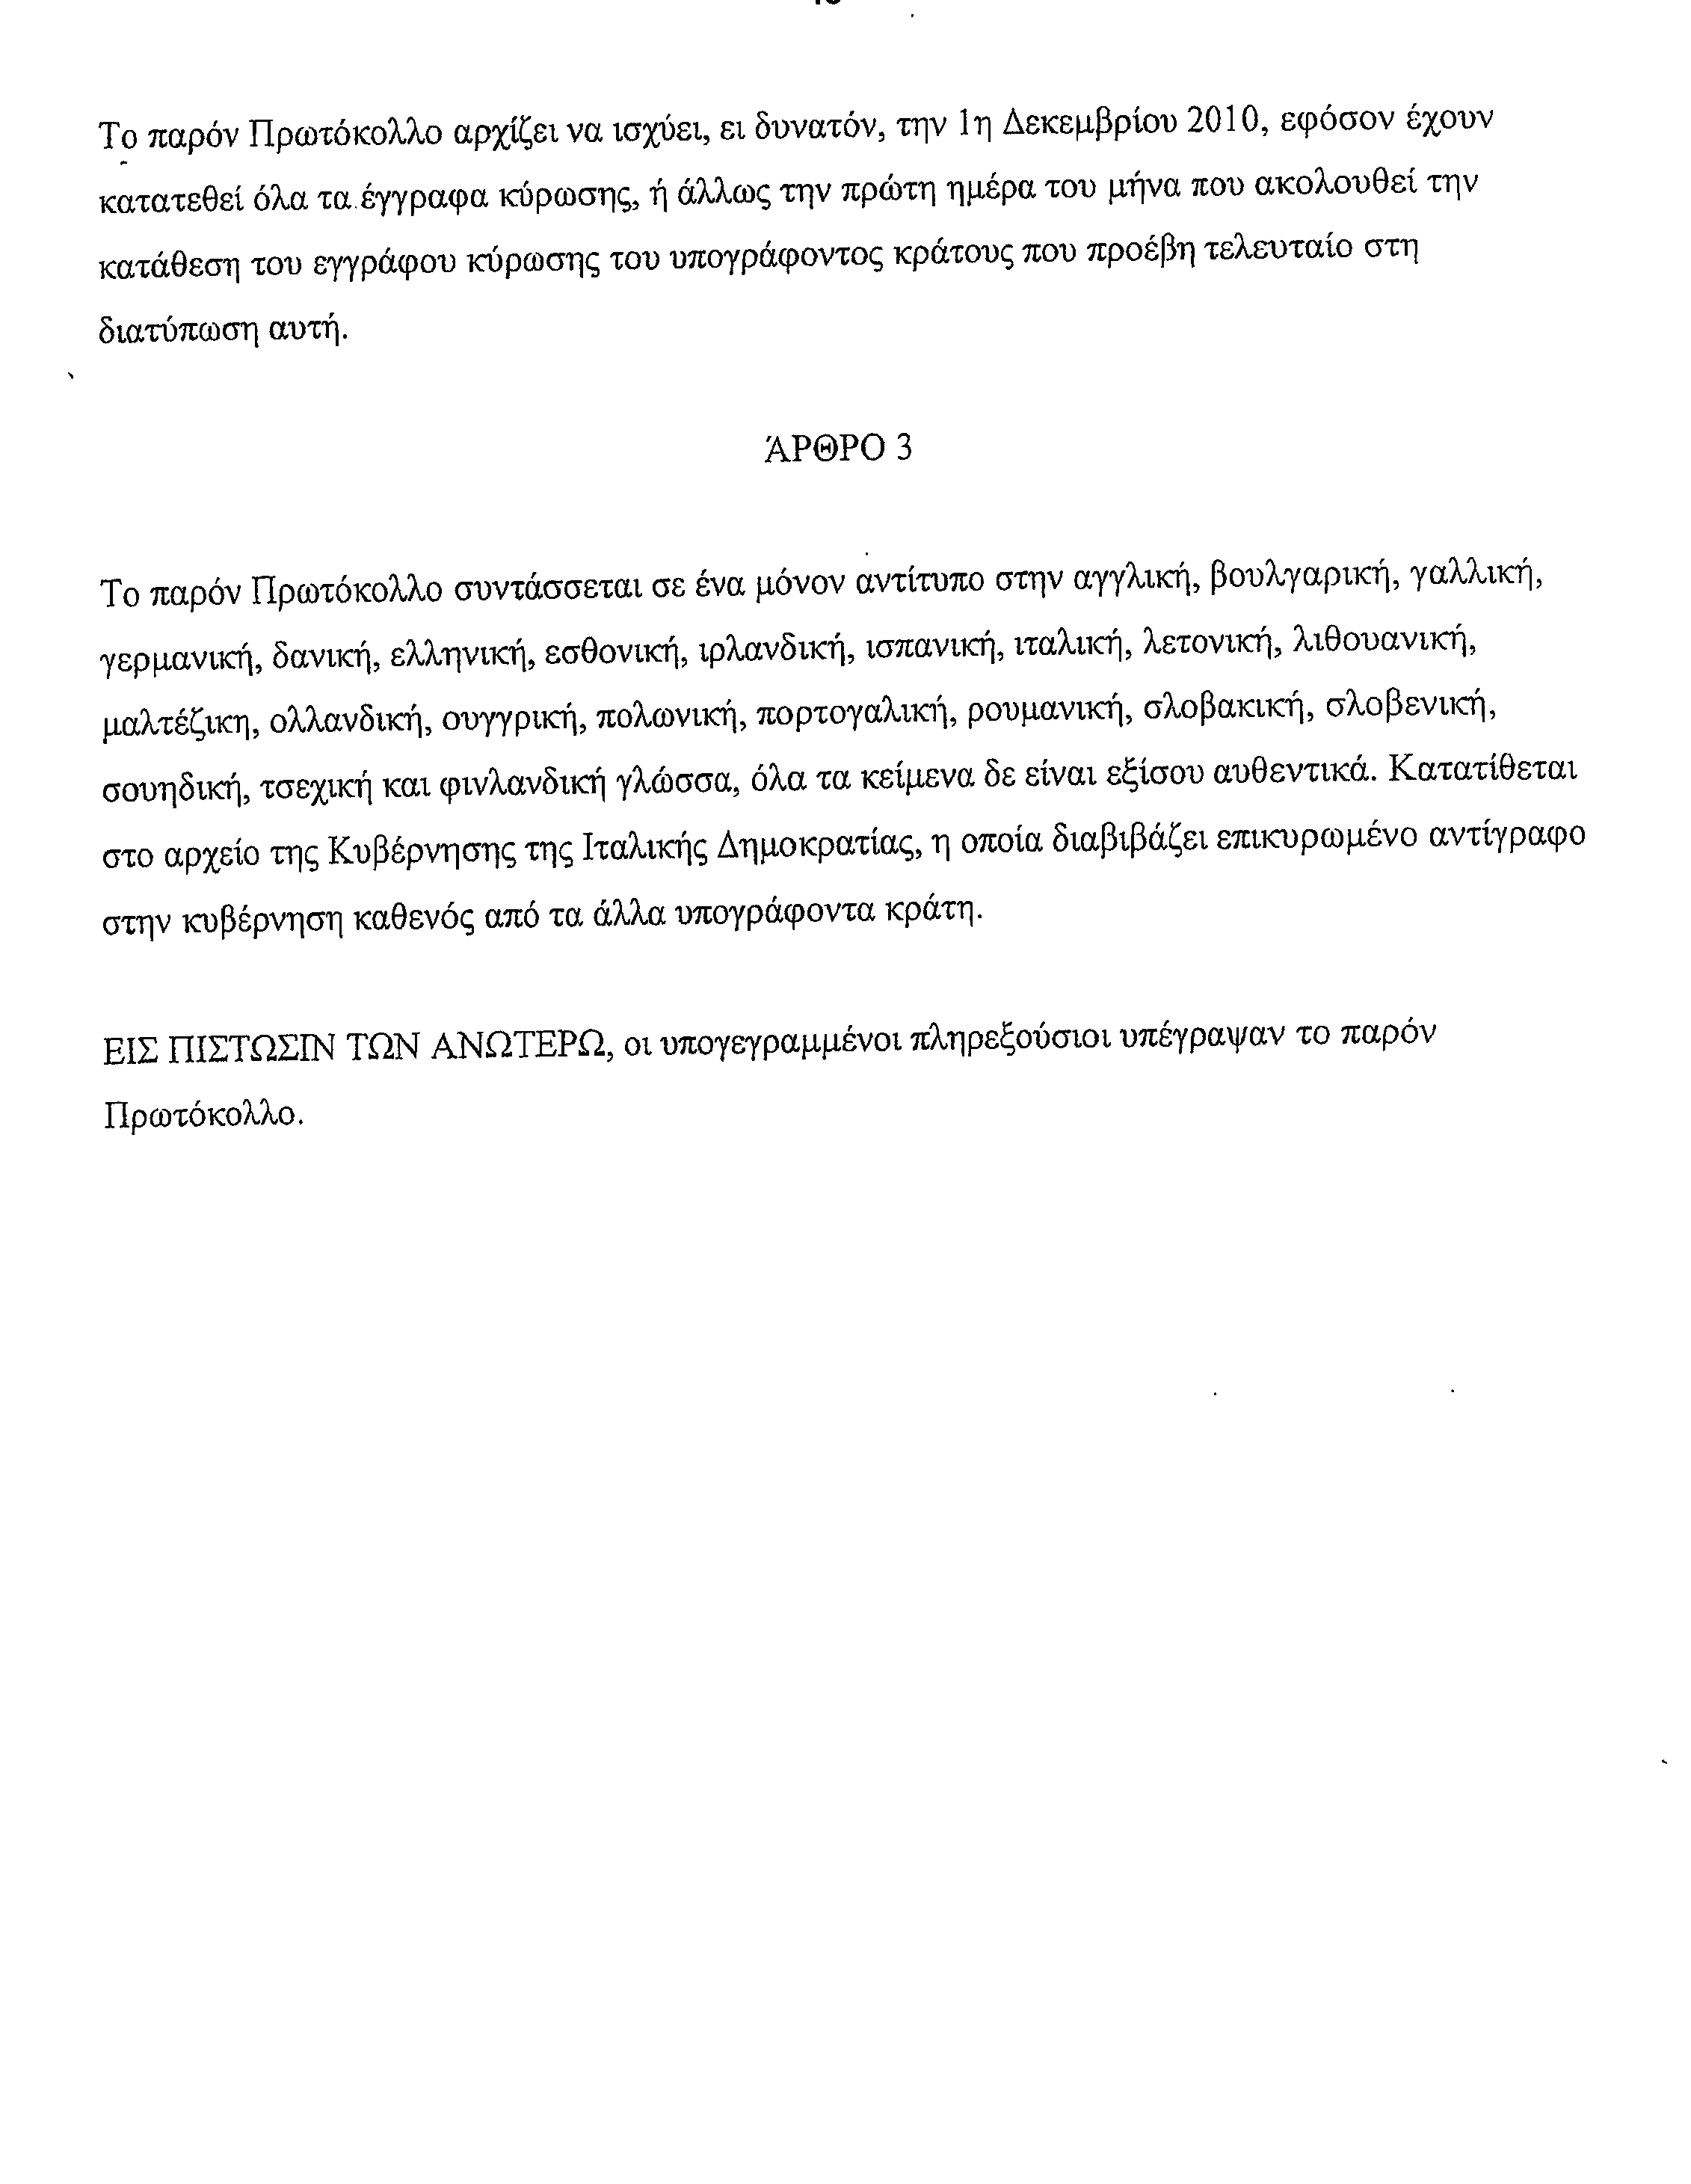 Το παρόν Πρωτόκολλο αρχίζει να ισχύει, ει δυνατόν, την 1η Δεκεμβρίου 2010, εφόσον έχουν
κατατεθεί όλα τα έγγραφα κύρωσης, ή άλλως την πρώτη ημέρα του μήνα που ακολουθεί την
κατάθεση του εγγράφου κύρωσης του υπογράφοντος κράτους που προέβη τελευταίο στη
διατύπωση αυτή.
ΆΡΘΡΟ 3
Το παρόν Πρωτόκολλο συντάσσεται σε ένα μόνον αντίτυπο στην αγγλική, βουλγαρική, γαλλική,
γερμανική, δανική, ελληνική, εσθονική, ιρλανδική, ισπανική, ιταλική, λετονική, λιθουανική,
μαλτέζικη, ολλανδική, ουγγρική, πολωνική, πορτογαλική, ρουμανική, σλοβακική, σλοβενική,
σουηδική, τσεχική και φινλανδική γλώσσα, όλα τα κείμενα δε είναι εξίσου αυθεντικά. Κατατίθεται
στο αρχείο της Κυβέρνησης της Ιταλικής Δημοκρατίας, η οποία διαβιβάζει επικυρωμένο αντίγραφο
στην κυβέρνηση καθενός από τα άλλα υπογράφοντα κράτη.
ΕΙΣ ΠΙΣΤΩΣΙΝ ΤΩΝ ΑΝΩΤΕΡΩ, οι υπογεγραμμένοι πληρεξούσιοι υπέγραψαν το παρόν
Πρωτόκολλο.